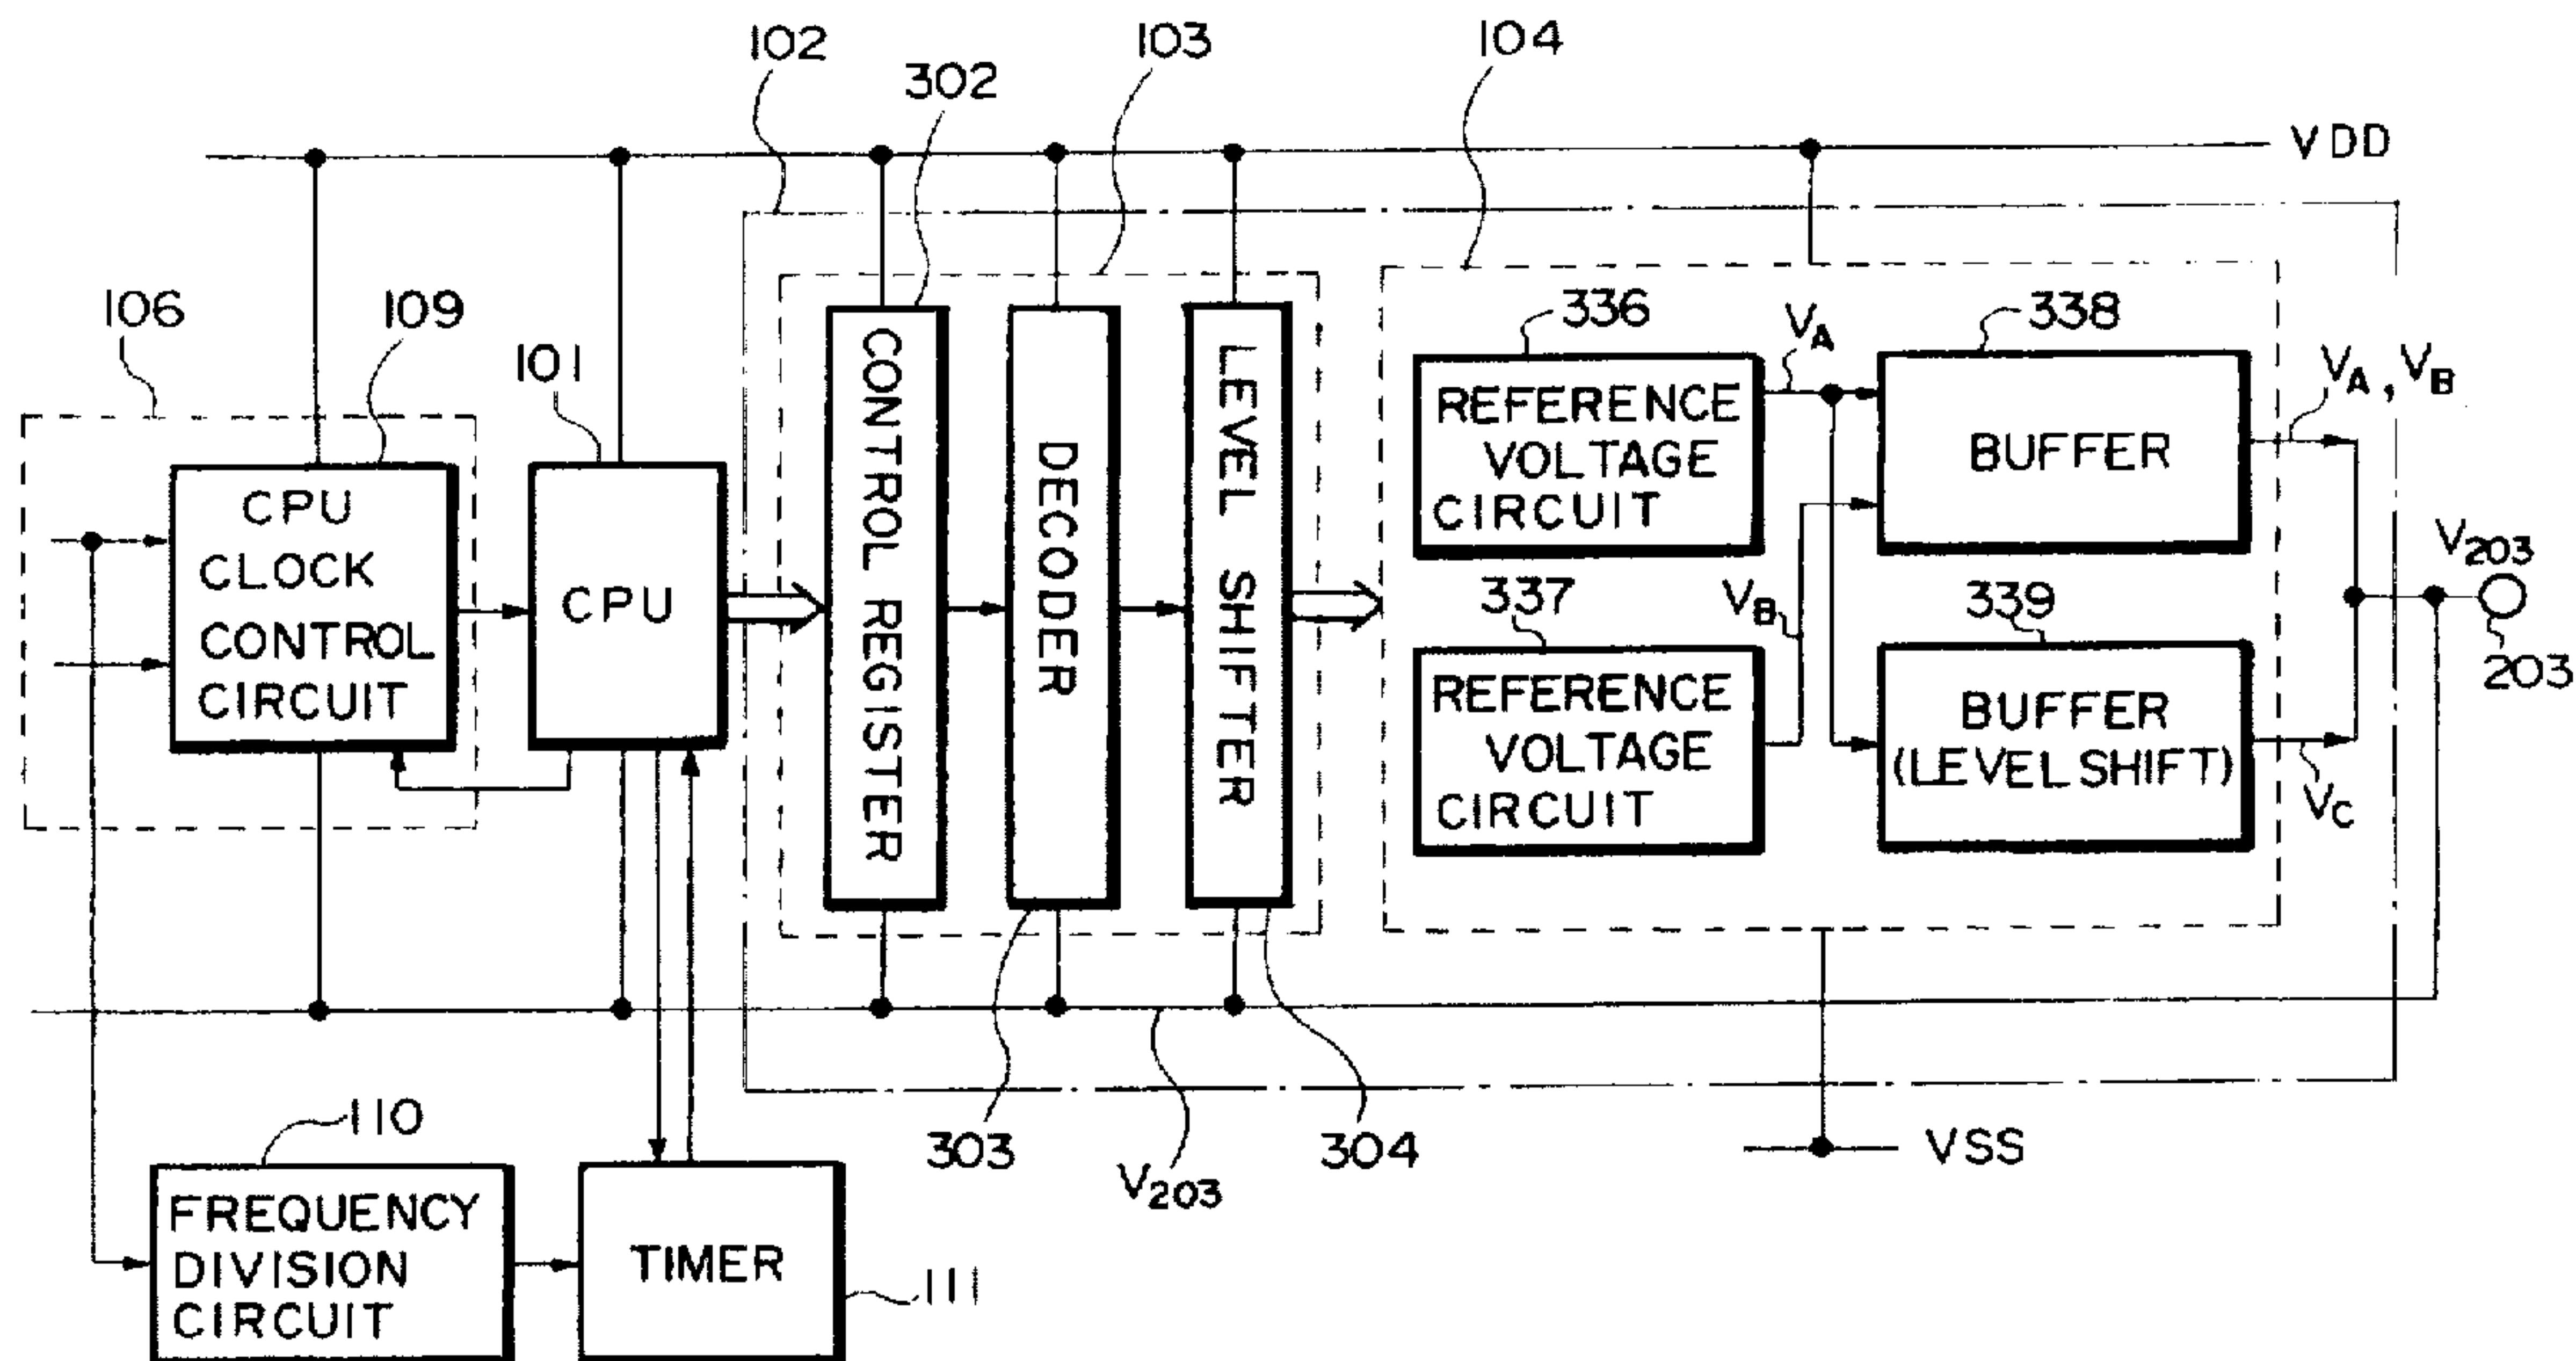 102
103
104
302
VDD
106
109
101
336
VA
338
VA, VB
CONTROL REGISTER
DECODER
LEVEL SHIFTER
REFERENCE
VOLTAGE
CIRCUIT
BUFFER
CPU
CLOCK
CONTROL
CIRCUIT
CPU
V203
203
337
VB
339
REFERENCE
VOLTAGE
CIRCUIT
BUFFER
(LEVEL SHIFT)
VC
110
303
V203
304
VSS
FREQUENCY
DIVISION
CIRCUIT
TIMER
111